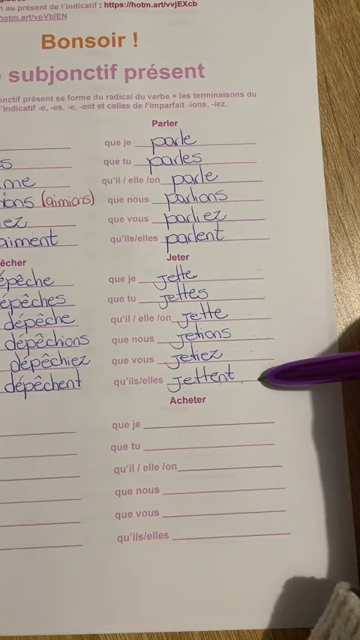 au présent de l'indicatif : https://hotm.art/vvjEXcb
hotm.art/vpVbIEN
Bonsoir !
subjonctif présent
onctif présent se forme du radical du verbe + les terminaisons du
l'indicatif -e, -es, -e, -ent et celles de l'imparfait -ions, -iez.
Parler
que je parle
s que tu parles
me qu'il / elle /on parle
ions (aimions) que nous parlions
iez que vous parliez
aiment qu'ils/elles parlent
êcher Jeter
épêche que je jette
épêches que tu jettes
dépêche qu'il / elle /on jette
dépêchions que nous jetions
dépêchiez que vous jetiez
dépêchent qu'ils/elles jettent
Acheter
que je
que tu
qu'il / elle /on
que nous
que vous
qu'ils/elles